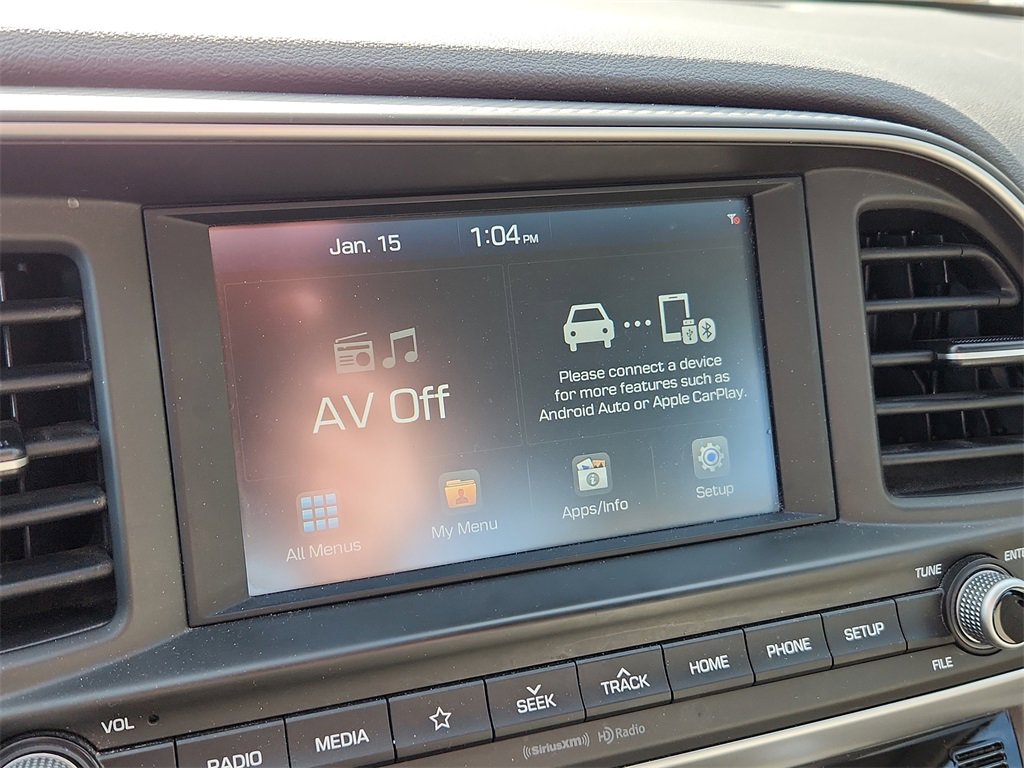 Jan. 15
1:04 PM
AV Off
Please connect a device
for more features such as
Android Auto or Apple CarPlay.
All Menus
My Menu
Apps/Info
Setup
TUNE
FILE
VOL
RADIO
MEDIA
SEEK
TRACK
HOME
PHONE
SETUP
SiriusXM
HD Radio